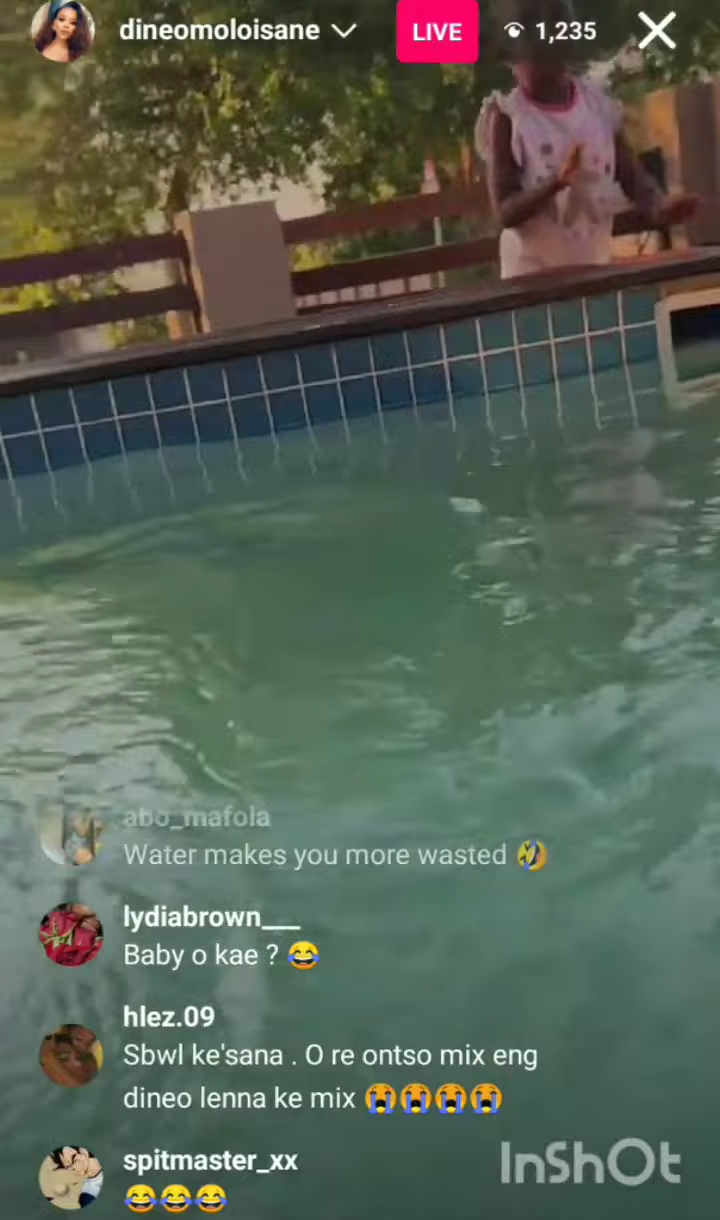 dineomoloisane
LIVE
1,235
abo_mafola
Water makes you more wasted 🤣
lydiabrown___
Baby o kae ? 😂
hlez.09
Sbwl ke'sana . O re ontso mix eng
dineo lenna ke mix 😭😭😭😭
spitmaster_xx
😂😂😂
InShOt